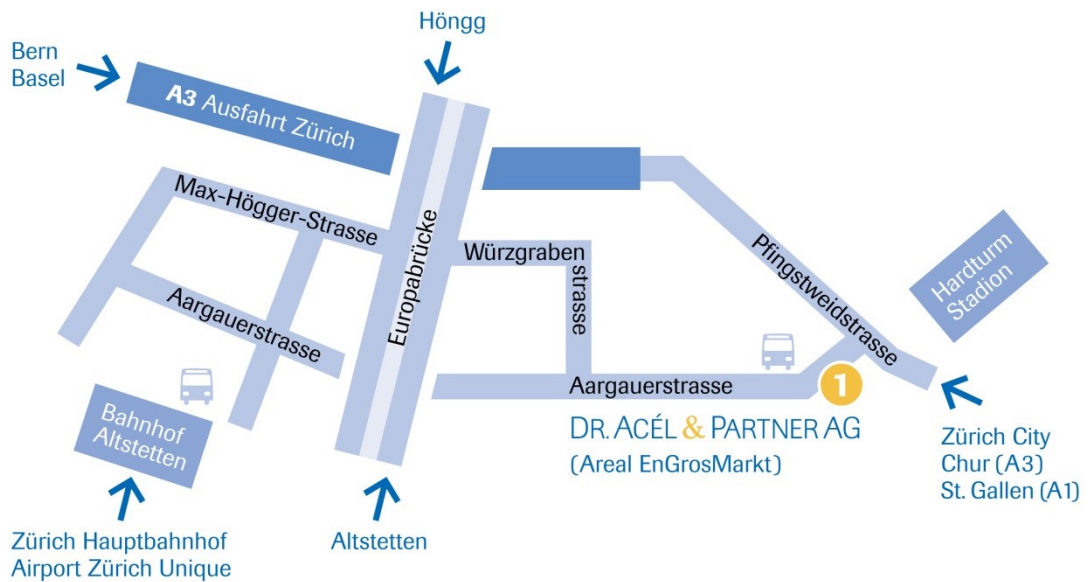 Höngg
Bern
Basel
A3 Ausfahrt Zürich
Max-Högger-Strasse
Europabrücke
Würzgraben
strasse
Pfingstweidstrasse
Hardturm
Stadion
Aargauerstrasse
Aargauerstrasse
1
Bahnhof
Altstetten
DR. ACÉL & PARTNER AG
(Areal EnGrosMarkt)
Zürich City
Chur (A3)
St. Gallen (A1)
Zürich Hauptbahnhof
Airport Zürich Unique
Altstetten